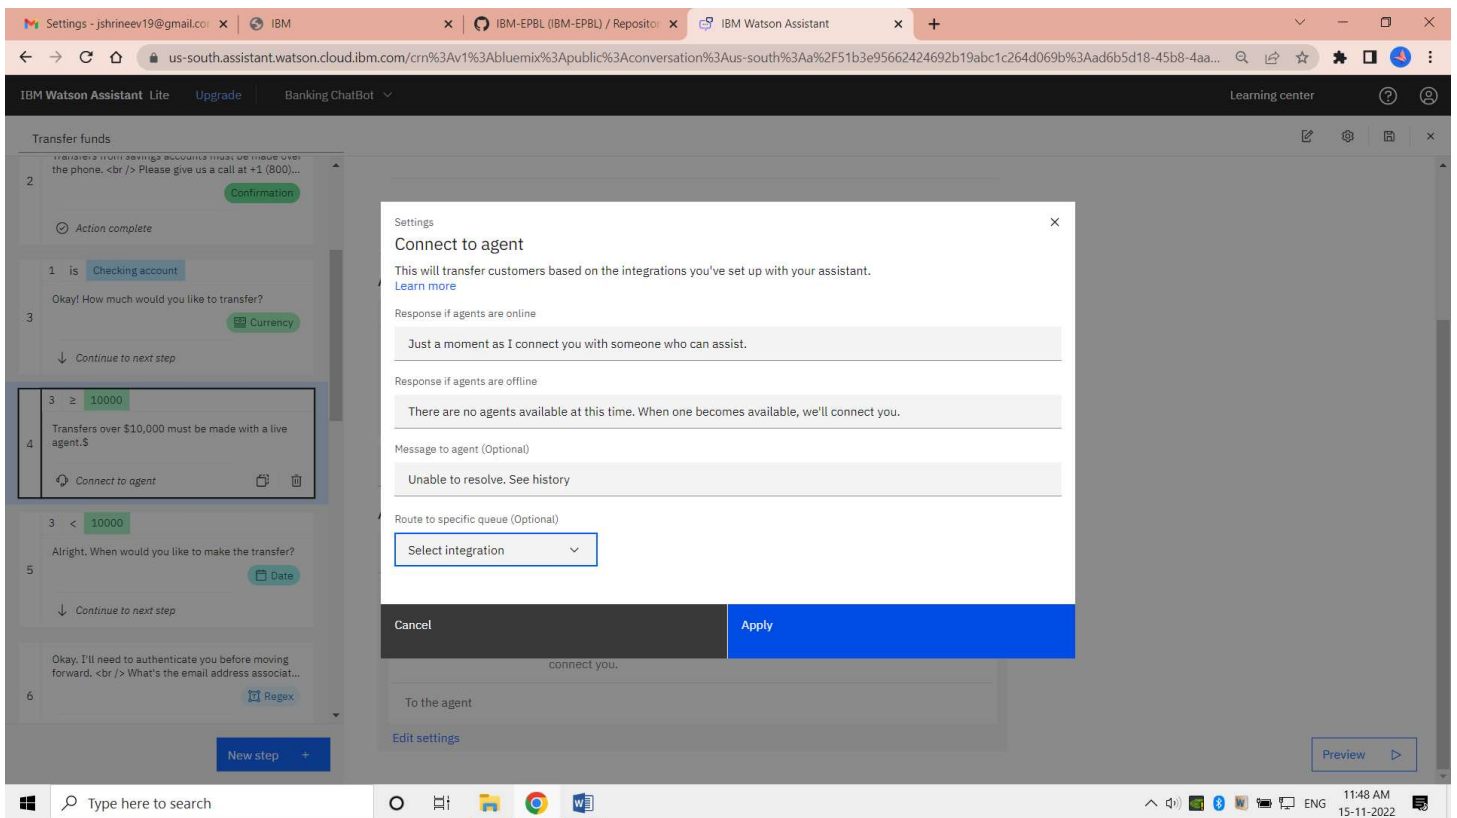 Settings - jshrineev19@gmail.co
IBM
IBM-EPBL (IBM-EPBL) / Reposito
IBM Watson Assistant
us-south.assistant.watson.cloud.ibm.com/crn%3Av1%3Abluemix%3Apublic%3Aconversation%3Aus-south%3Aa%2F51b3e95662424692b19abc1c264d069b%3Aad6b5d18-45b8-4aa...
IBM Watson Assistant Lite Upgrade Banking ChatBot Learning center
Transfer funds
Transfers from savings accounts must be made over
the phone. <br /> Please give us a call at +1 (800)...
2
Confirmation
Action complete
1 is Checking account
Okay! How much would you like to transfer?
3
Currency
Continue to next step
3 ≥ 10000
Transfers over $10,000 must be made with a live
agent.$
4
Connect to agent
3 < 10000
Alright. When would you like to make the transfer?
5
Date
Continue to next step
Okay. I'll need to authenticate you before moving
forward. <br /> What's the email address associat...
6
Regex
New step +
Settings
Connect to agent
This will transfer customers based on the integrations you've set up with your assistant.
Learn more
Response if agents are online
Just a moment as I connect you with someone who can assist.
Response if agents are offline
There are no agents available at this time. When one becomes available, we'll connect you.
Message to agent (Optional)
Unable to resolve. See history
Route to specific queue (Optional)
Select integration
Cancel
Apply
connect you.
To the agent
Edit settings
Preview
Type here to search
ENG
11:48 AM
15-11-2022